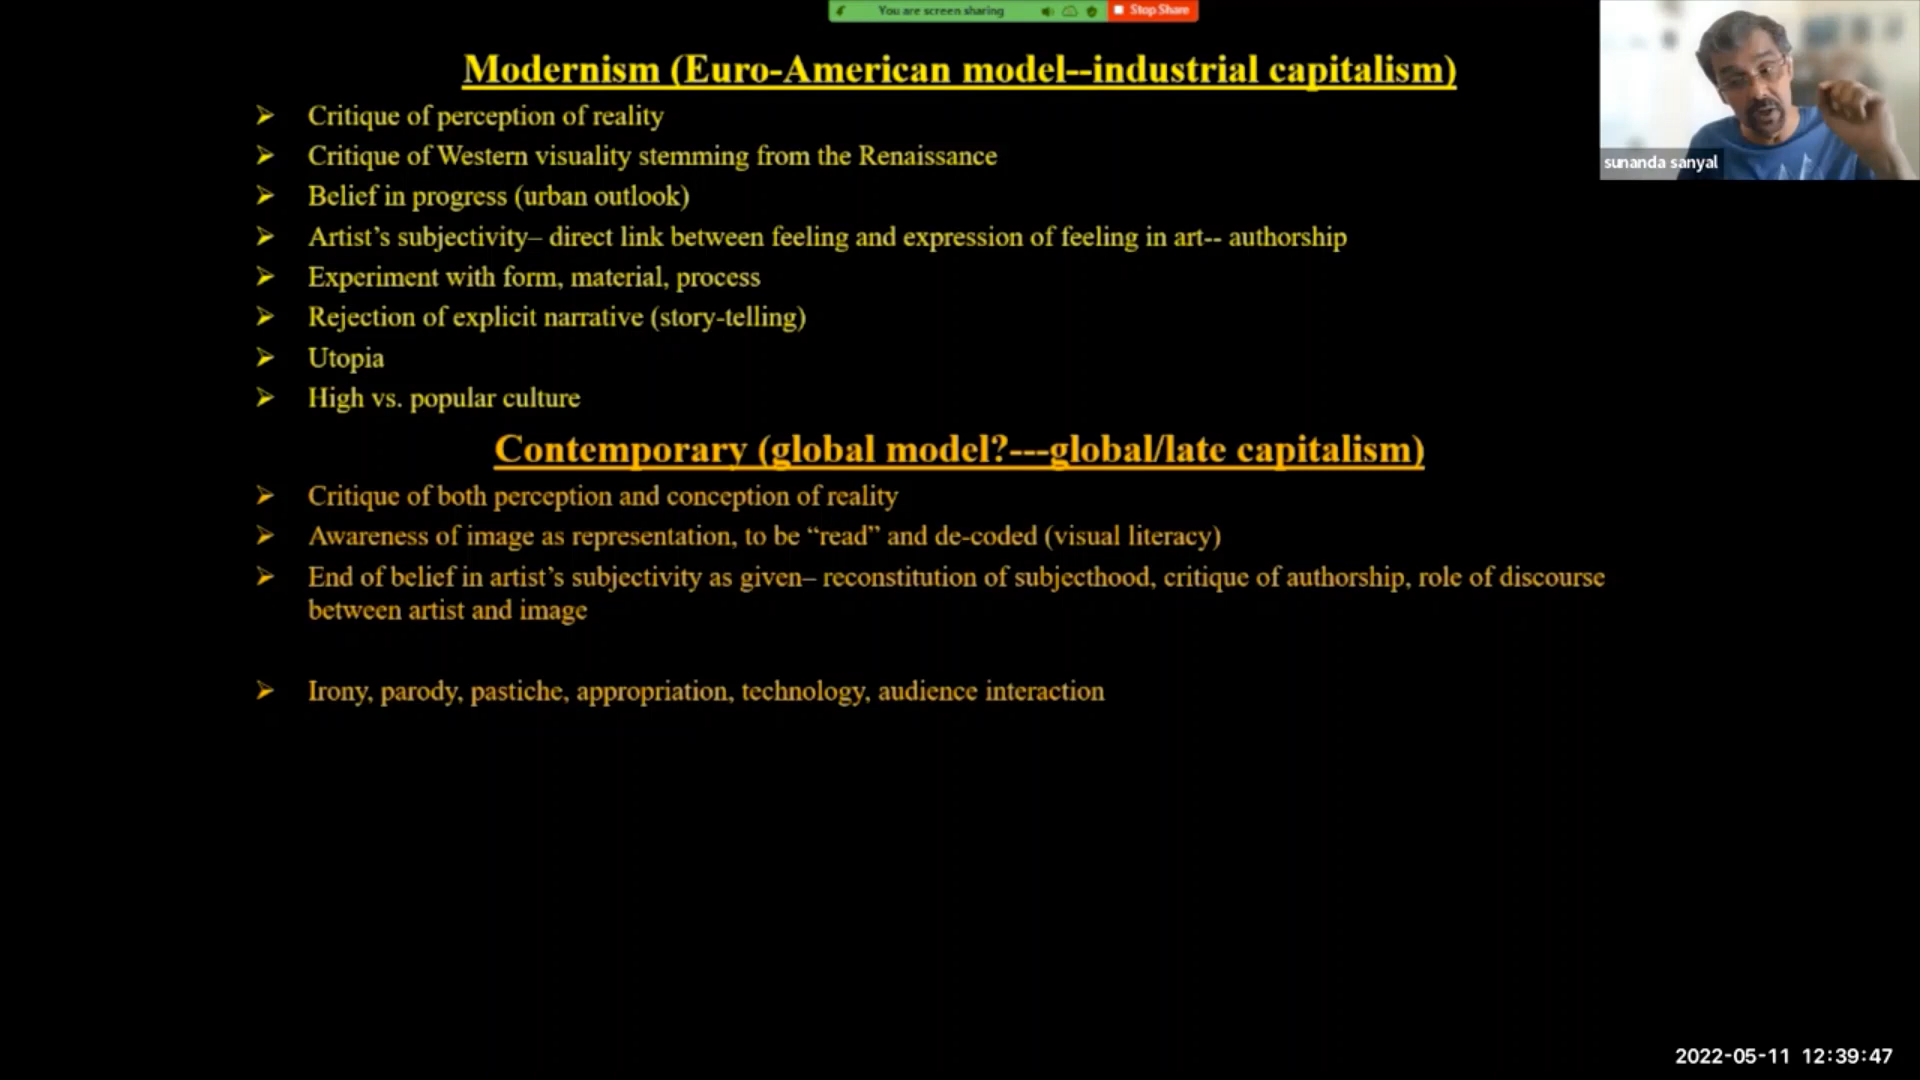 You are screen sharing
Stop Share
Modernism (Euro-American model--industrial capitalism)
➢ Critique of perception of reality
➢ Critique of Western visuality stemming from the Renaissance
➢ Belief in progress (urban outlook)
➢ Artist’s subjectivity– direct link between feeling and expression of feeling in art-- authorship
➢ Experiment with form, material, process
➢ Rejection of explicit narrative (story-telling)
➢ Utopia
➢ High vs. popular culture
sunanda sanyal
Contemporary (global model?---global/late capitalism)
➢ Critique of both perception and conception of reality
➢ Awareness of image as representation, to be “read” and de-coded (visual literacy)
➢ End of belief in artist’s subjectivity as given– reconstitution of subjecthood, critique of authorship, role of discourse
between artist and image
➢ Irony, parody, pastiche, appropriation, technology, audience interaction
2022-05-11 12:39:47